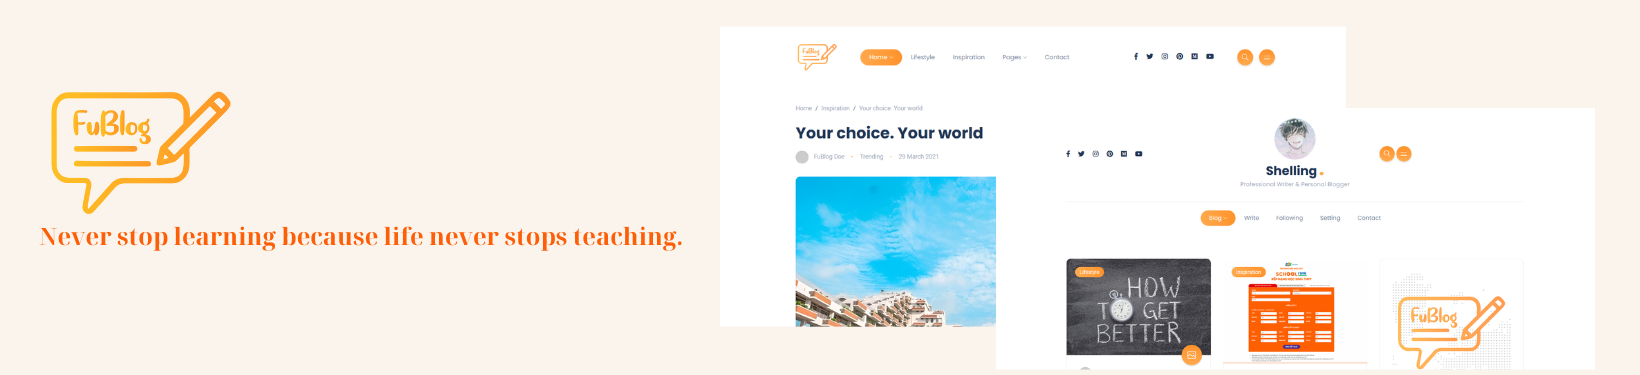 FuBlog
Never stop learning because life never stops teaching.
FuBlog
Home
Lifestyle
Inspiration
Pages
Contact
Home / Inspiration / Your choice. Your world
Your choice. Your world
FuBlog Doe
Trending
29 March 2021
Shelling .
Professional Writer & Personal Blogger
Blog
Write
Following
Setting
Contact
Lifestyle
HOW
TO GET
BETTER
Inspiration
SCHOOL
FuBlog